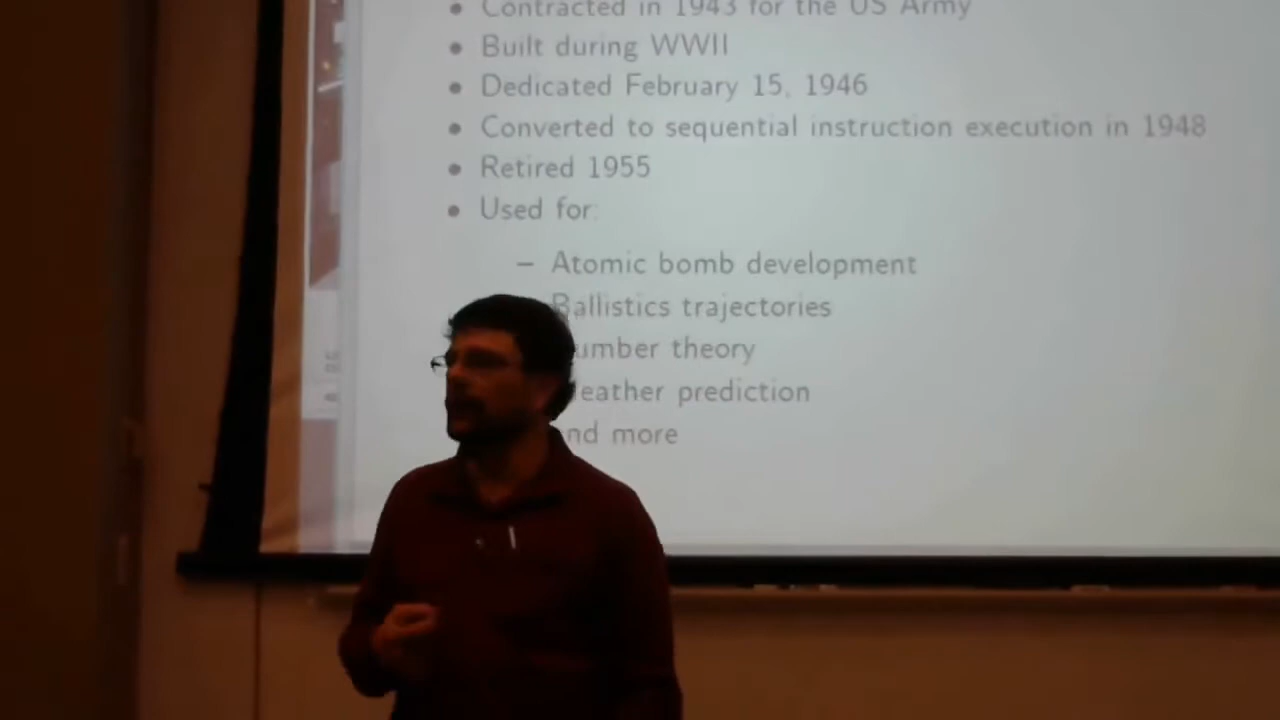 • Contracted in 1943 for the US Army
• Built during WWII
• Dedicated February 15, 1946
• Converted to sequential instruction execution in 1948
• Retired 1955
• Used for:
– Atomic bomb development
Ballistics trajectories
umber theory
eather prediction
nd more